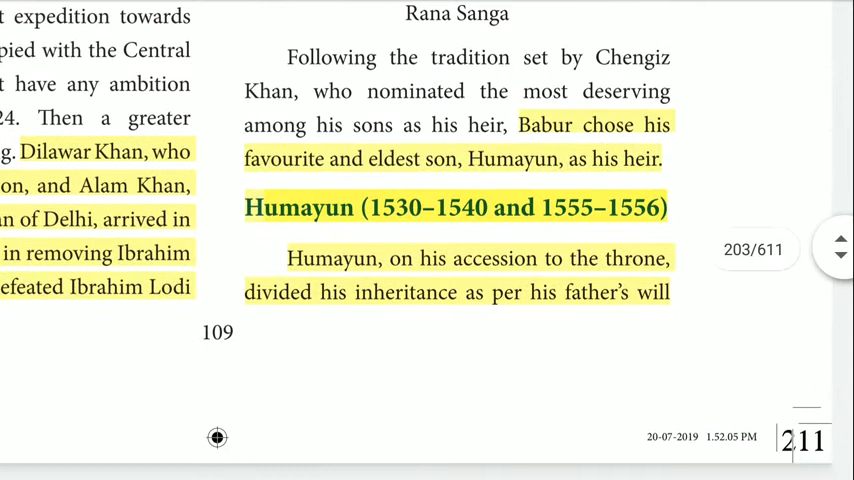 t expedition towards
pied with the Central
t have any ambition
24. Then a greater
g. Dilawar Khan, who
on, and Alam Khan,
an of Delhi, arrived in
in removing Ibrahim
efeated Ibrahim Lodi
Rana Sanga
Following the tradition set by Chengiz
Khan, who nominated the most deserving
among his sons as his heir, Babur chose his
favourite and eldest son, Humayun, as his heir.
Humayun (1530–1540 and 1555–1556)
Humayun, on his accession to the throne,
divided his inheritance as per his father’s will
203/611
109
20-07-2019 1.52.05 PM
211